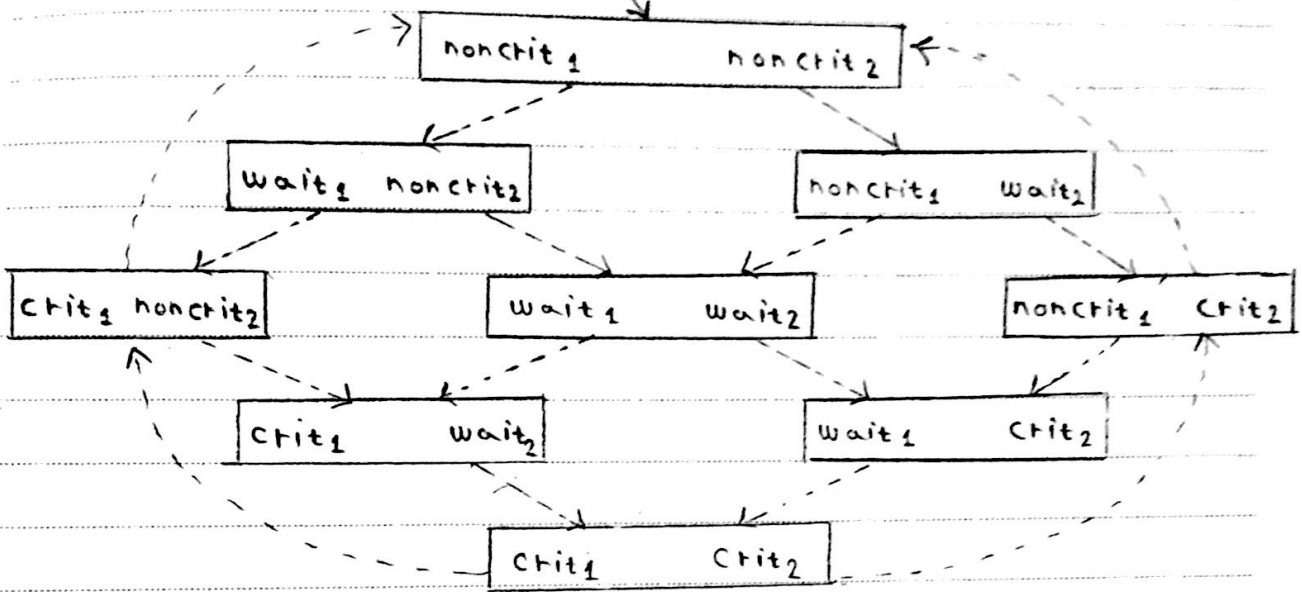 noncrit₁ noncrit₂
wait₁ noncrit₂ noncrit₁ wait₂
crit₁ noncrit₂ wait₁ wait₂ noncrit₁ crit₂
crit₁ wait₂ wait₁ crit₂
crit₁ crit₂